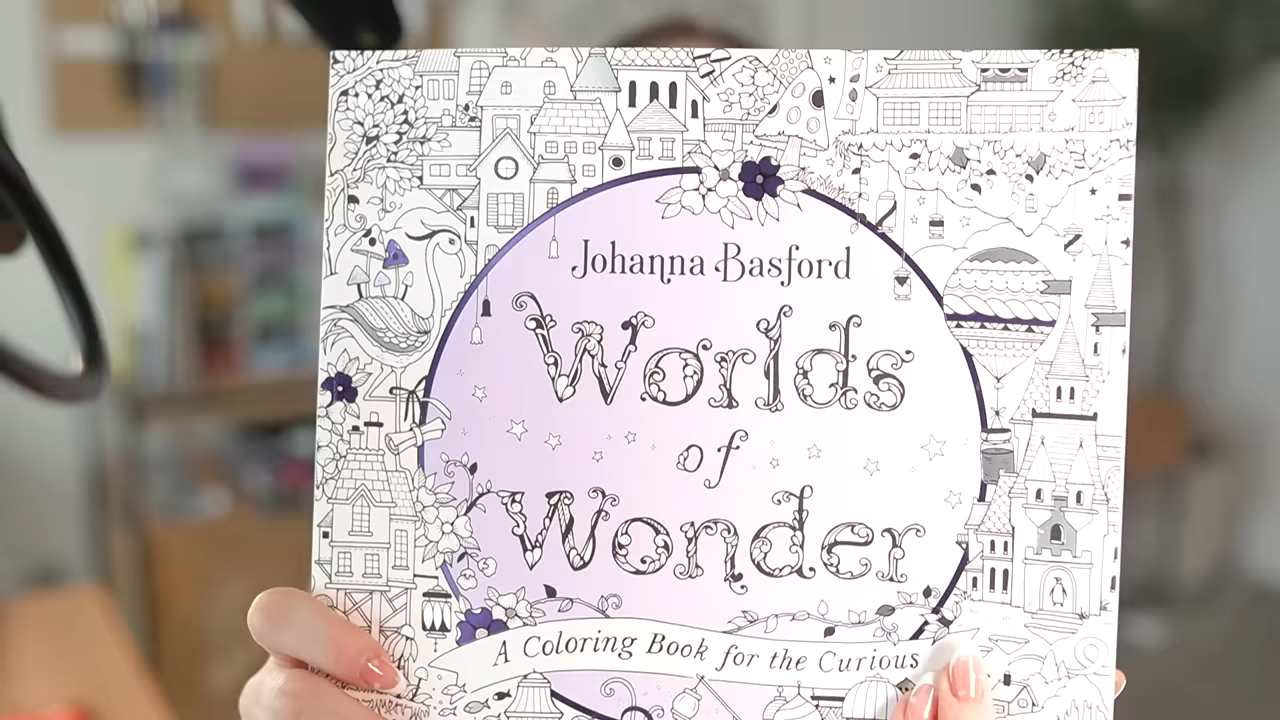 Johanna Basford
Worlds
of
Wonder
A Coloring Book for the Curious